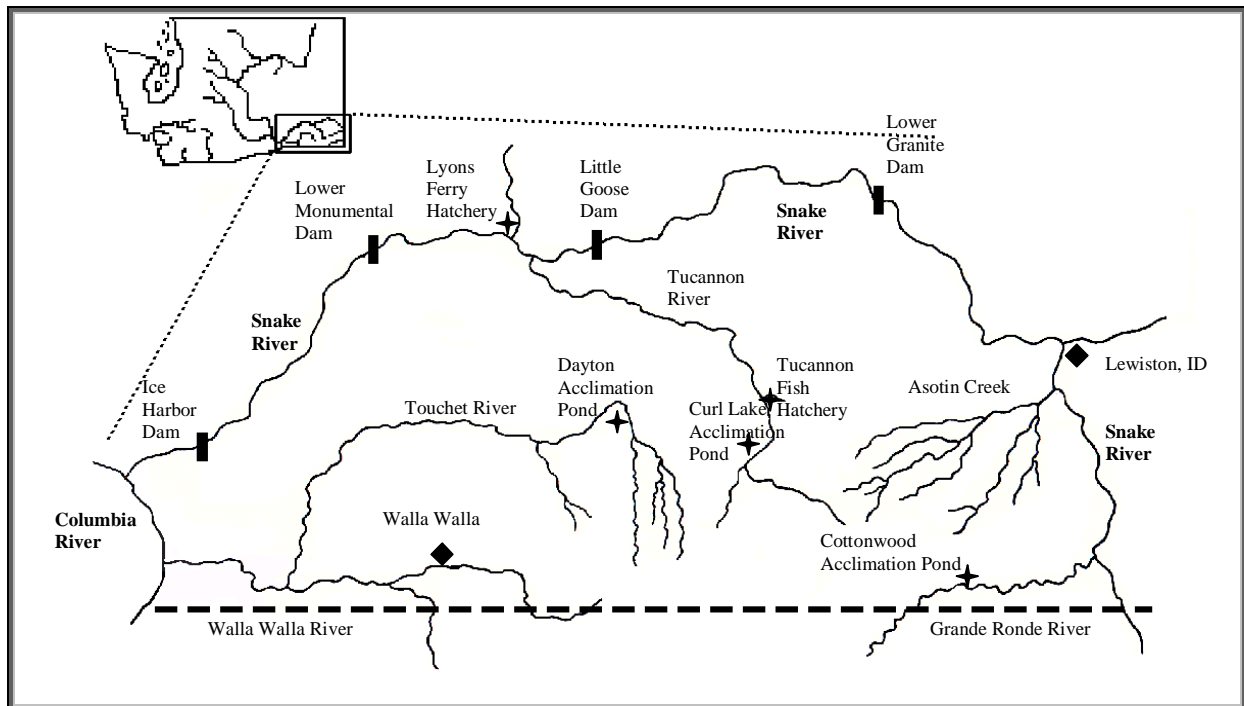 Lower
Granite
Dam
Lyons
Ferry
Hatchery
Little
Goose
Dam
Lower
Monumental
Dam
Snake
River
Tucannon
River
Snake
River
Ice
Harbor
Dam
Dayton
Acclimation
Pond
Tucannon
Fish
Hatchery
Lewiston, ID
Asotin Creek
Touchet River
Curl Lake
Acclimation
Pond
Snake
River
Columbia
River
Walla Walla
Cottonwood
Acclimation Pond
Walla Walla River
Grande Ronde River